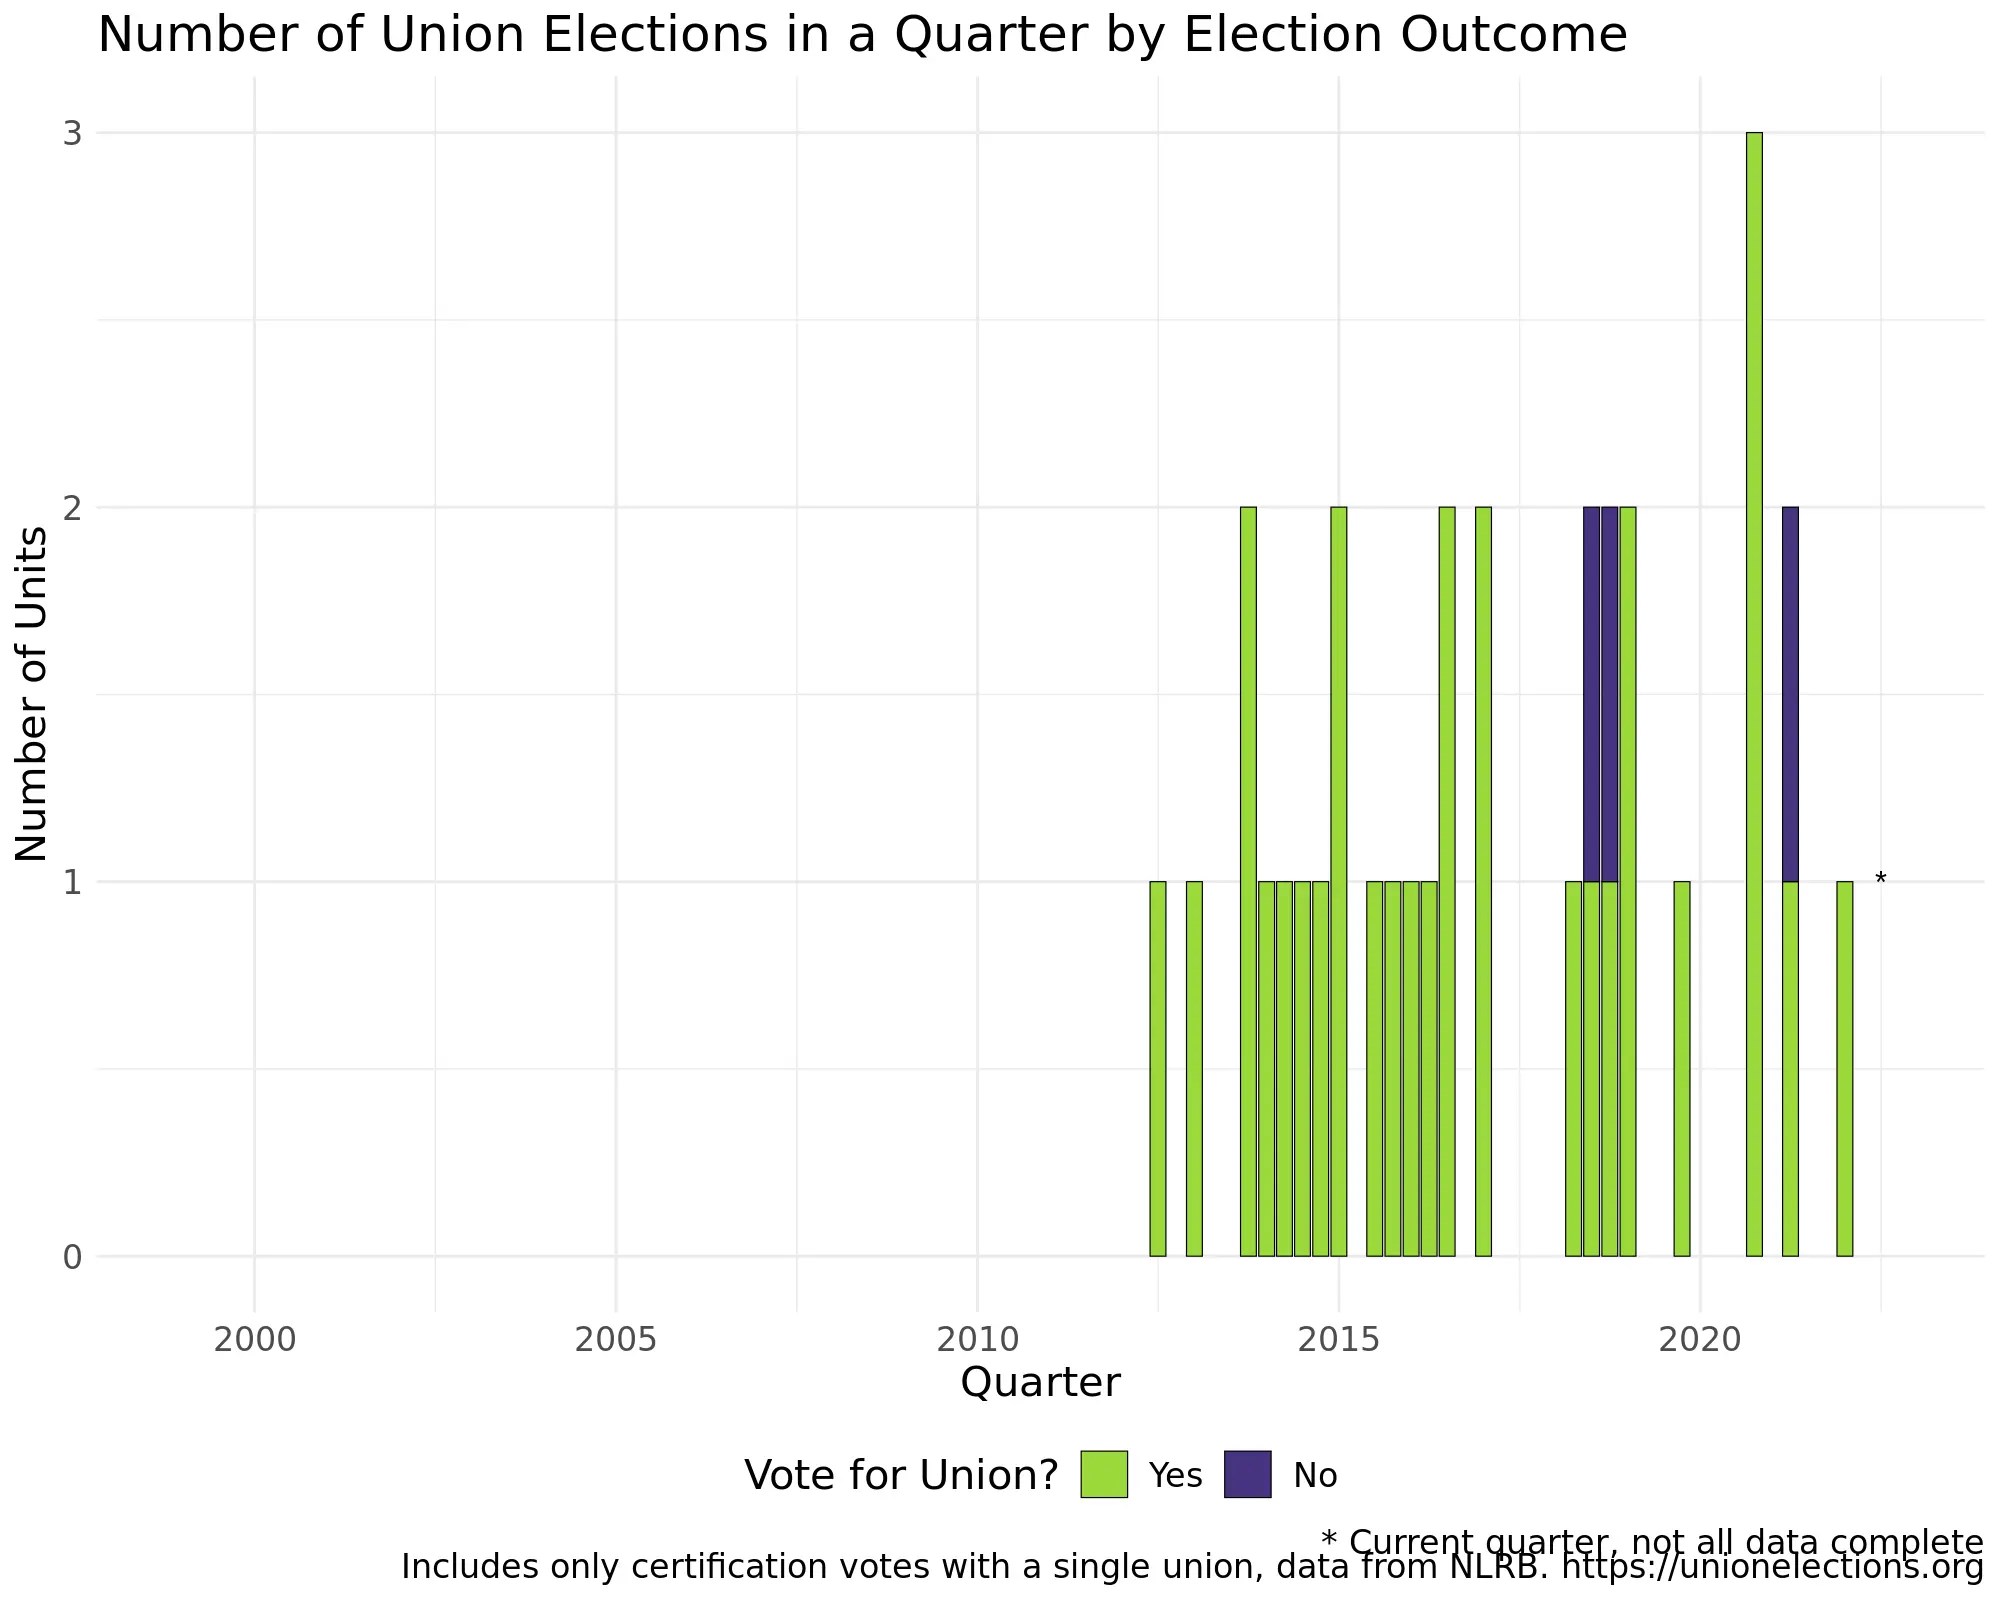 Number of Union Elections in a Quarter by Election Outcome
3
2
1
0
Number of Units
*
2000 2005 2010 2015 2020
Quarter
Vote for Union? Yes No
* Current quarter, not all data complete
Includes only certification votes with a single union, data from NLRB. https://unionelections.org